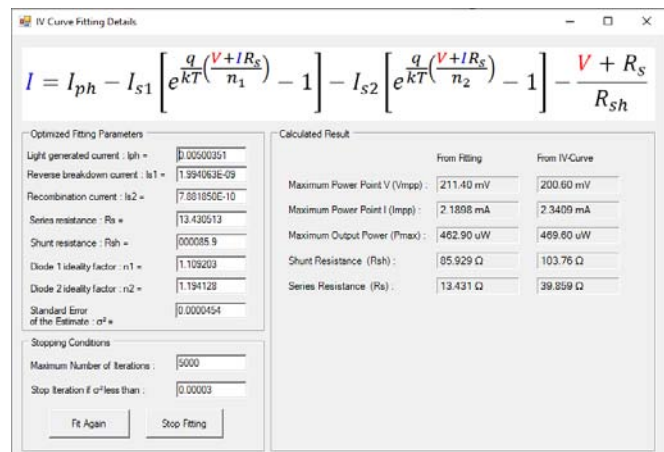 IV Curve Fitting Details
I = Iph − Is1 [e^(q/kT ((V+IRs)/n1)) − 1] − Is2 [e^(q/kT ((V+IRs)/n2)) − 1] − (V + Rs)/Rsh
Optimized Fitting Parameters
Light generated current : Iph = 0.00500351
Reverse breakdown current : Is1 = 1.994063E-09
Recombination current : Is2 = 7.881850E-10
Series resistance : Rs = 13.430513
Shunt resistance : Rsh = 000085.9
Diode 1 ideality factor : n1 = 1.109203
Diode 2 ideality factor : n2 = 1.194128
Standard Error
of the Estimate : σ² = 0.0000454
Stopping Conditions
Maximum Number of Iterations : 5000
Stop Iteration if σ² less than : 0.00003
Fit Again Stop Fitting
Calculated Result
From Fitting From IV-Curve
Maximum Power Point V (Vmpp) : 211.40 mV 200.60 mV
Maximum Power Point I (Impp) : 2.1898 mA 2.3409 mA
Maximum Output Power (Pmax) : 462.90 uW 469.60 uW
Shunt Resistance (Rsh) : 85.929 Ω 103.76 Ω
Series Resistance (Rs) : 13.431 Ω 39.859 Ω